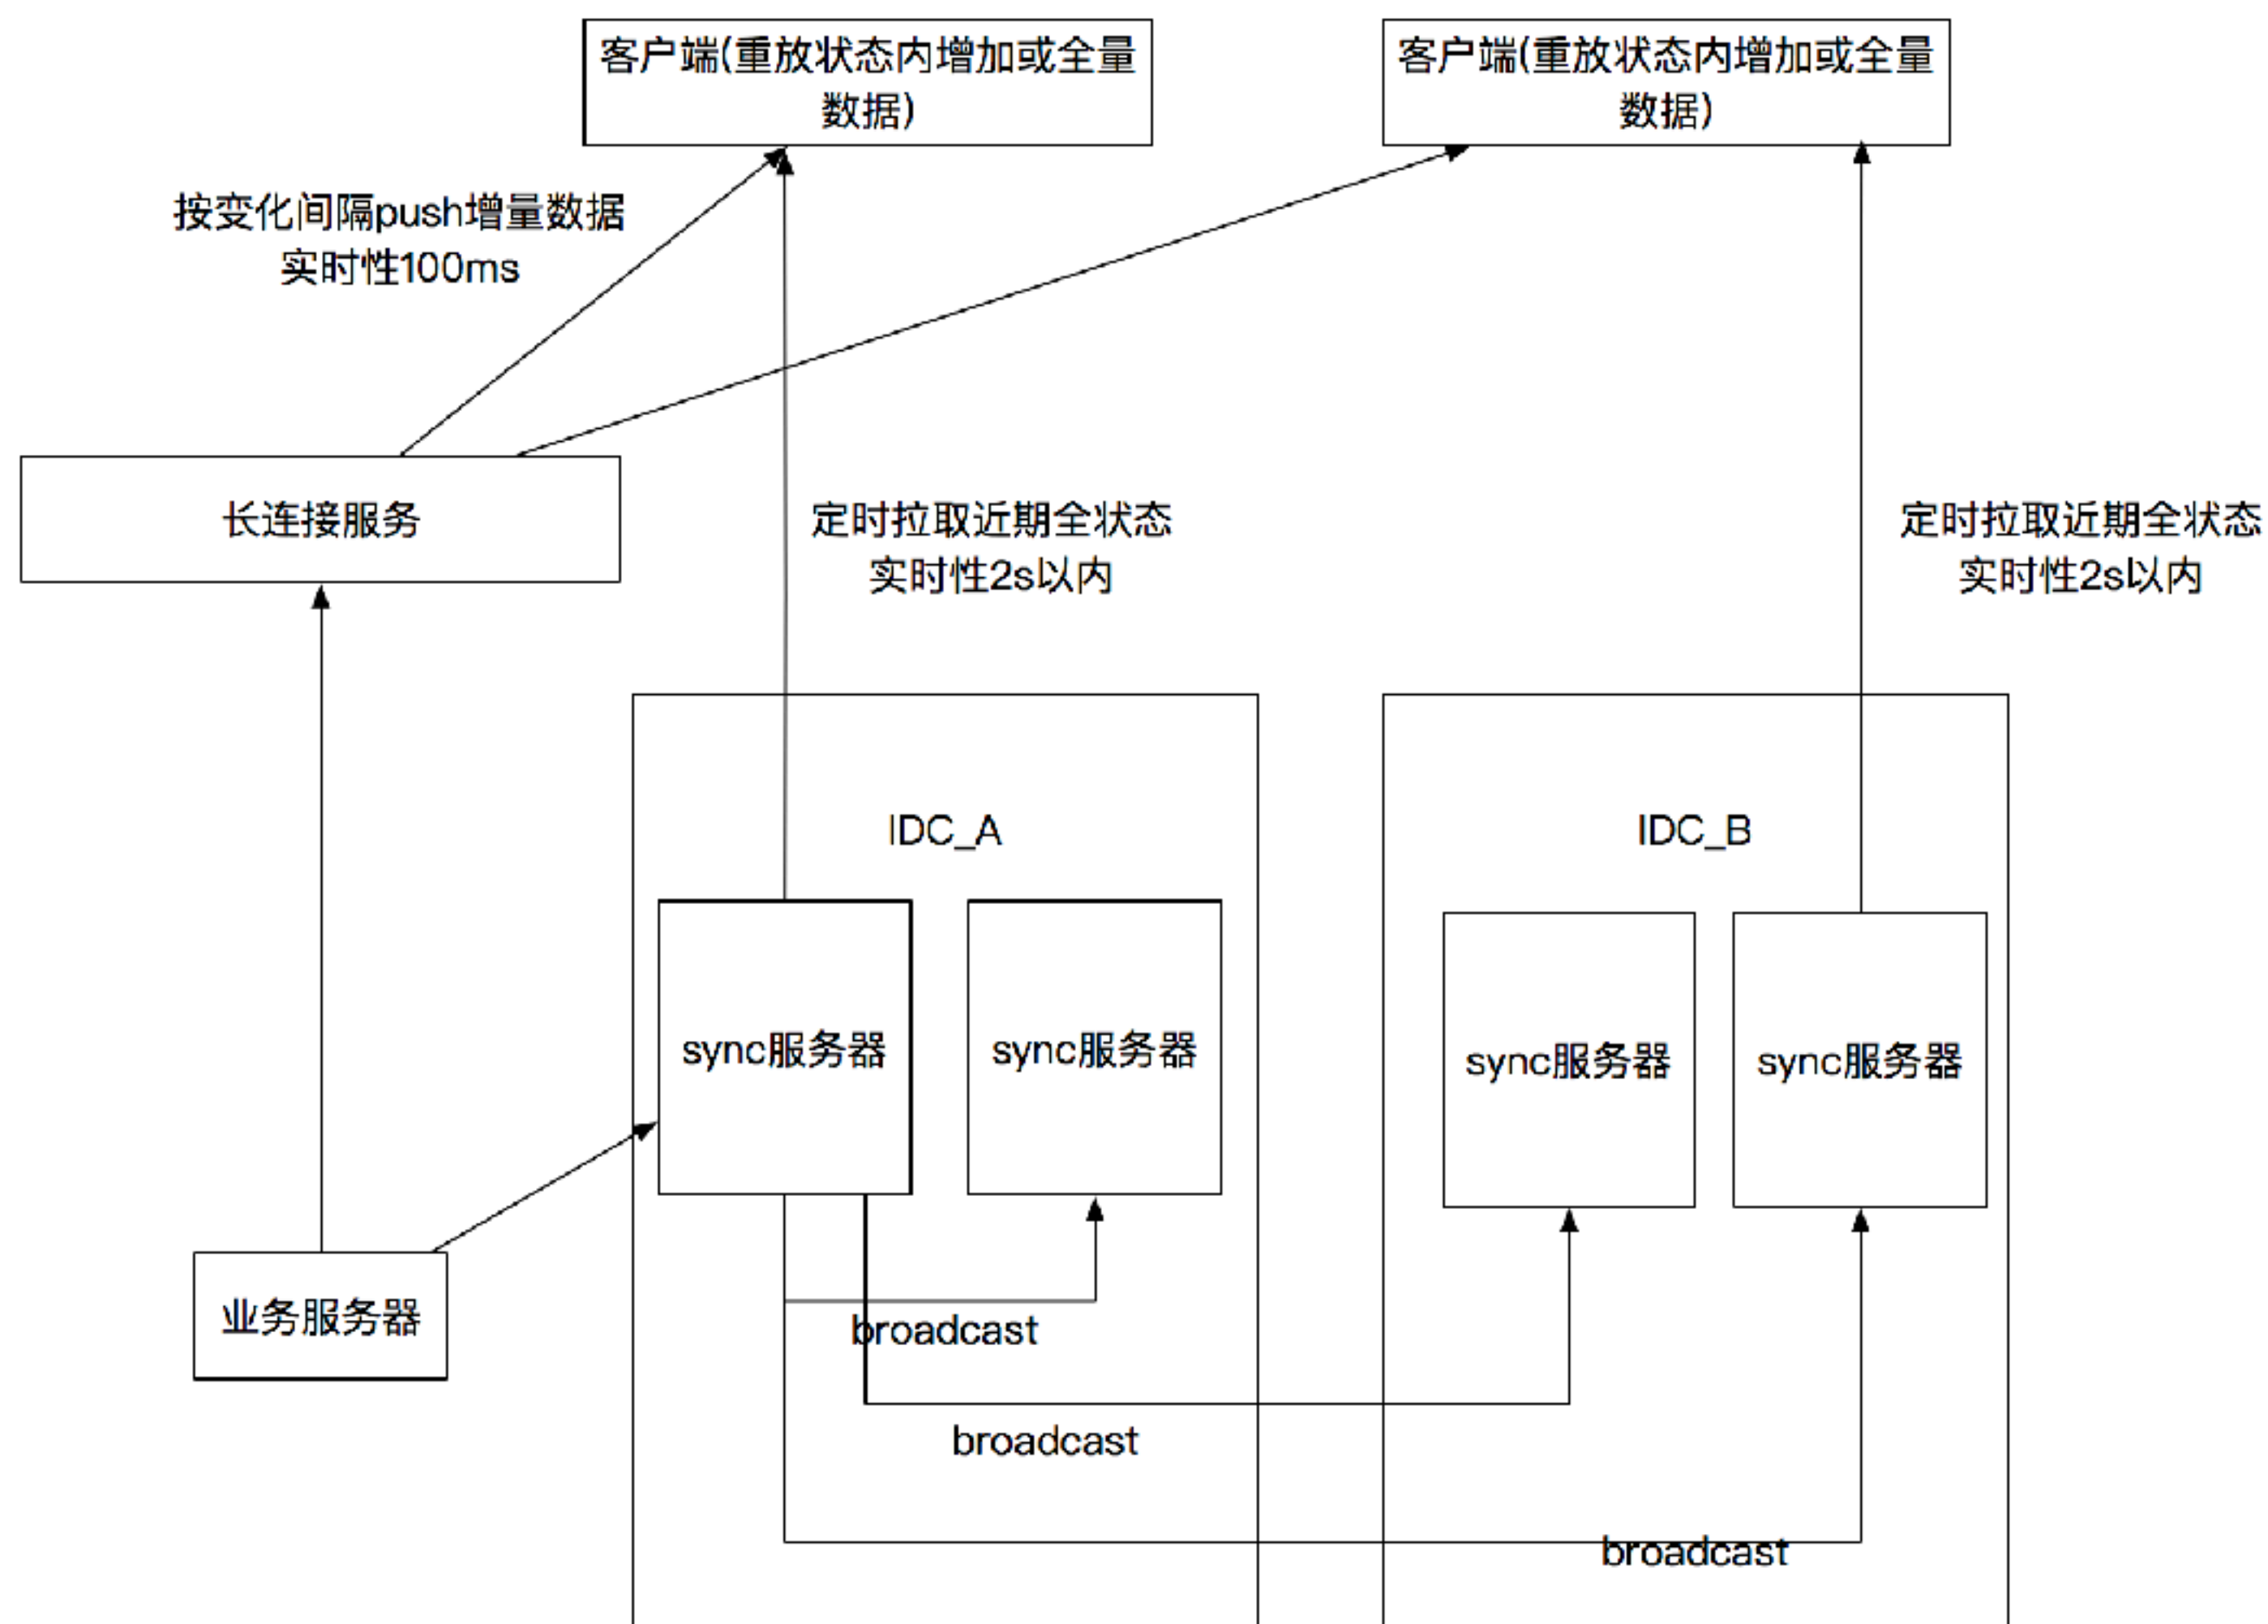 客户端(重放状态内增加或全量
数据)
客户端(重放状态内增加或全量
数据)
按变化间隔push增量数据
实时性100ms
长连接服务
定时拉取近期全状态
实时性2s以内
定时拉取近期全状态
实时性2s以内
IDC_A
IDC_B
sync服务器
sync服务器
sync服务器
sync服务器
业务服务器
broadcast
broadcast
broadcast